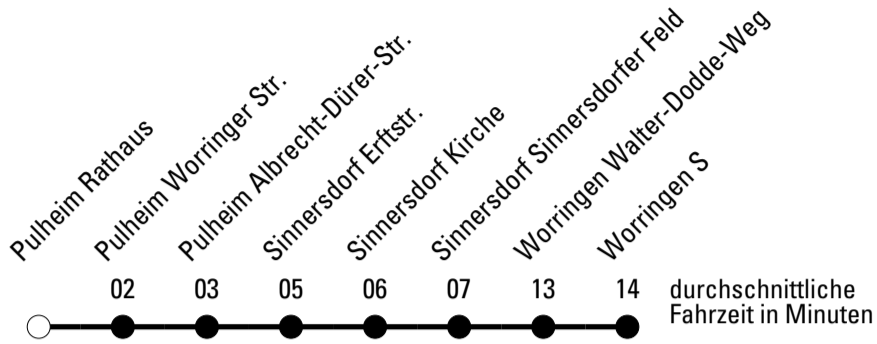 Pulheim Rathaus
Pulheim Worringer Str.
Pulheim Albrecht-Dürer-Str.
Sinnersdorf Erftstr.
Sinnersdorf Kirche
Sinnersdorf Sinnersdorfer Feld
Worringen Walter-Dodde-Weg
Worringen S
02 03 05 06 07 13 14 durchschnittliche
Fahrzeit in Minuten